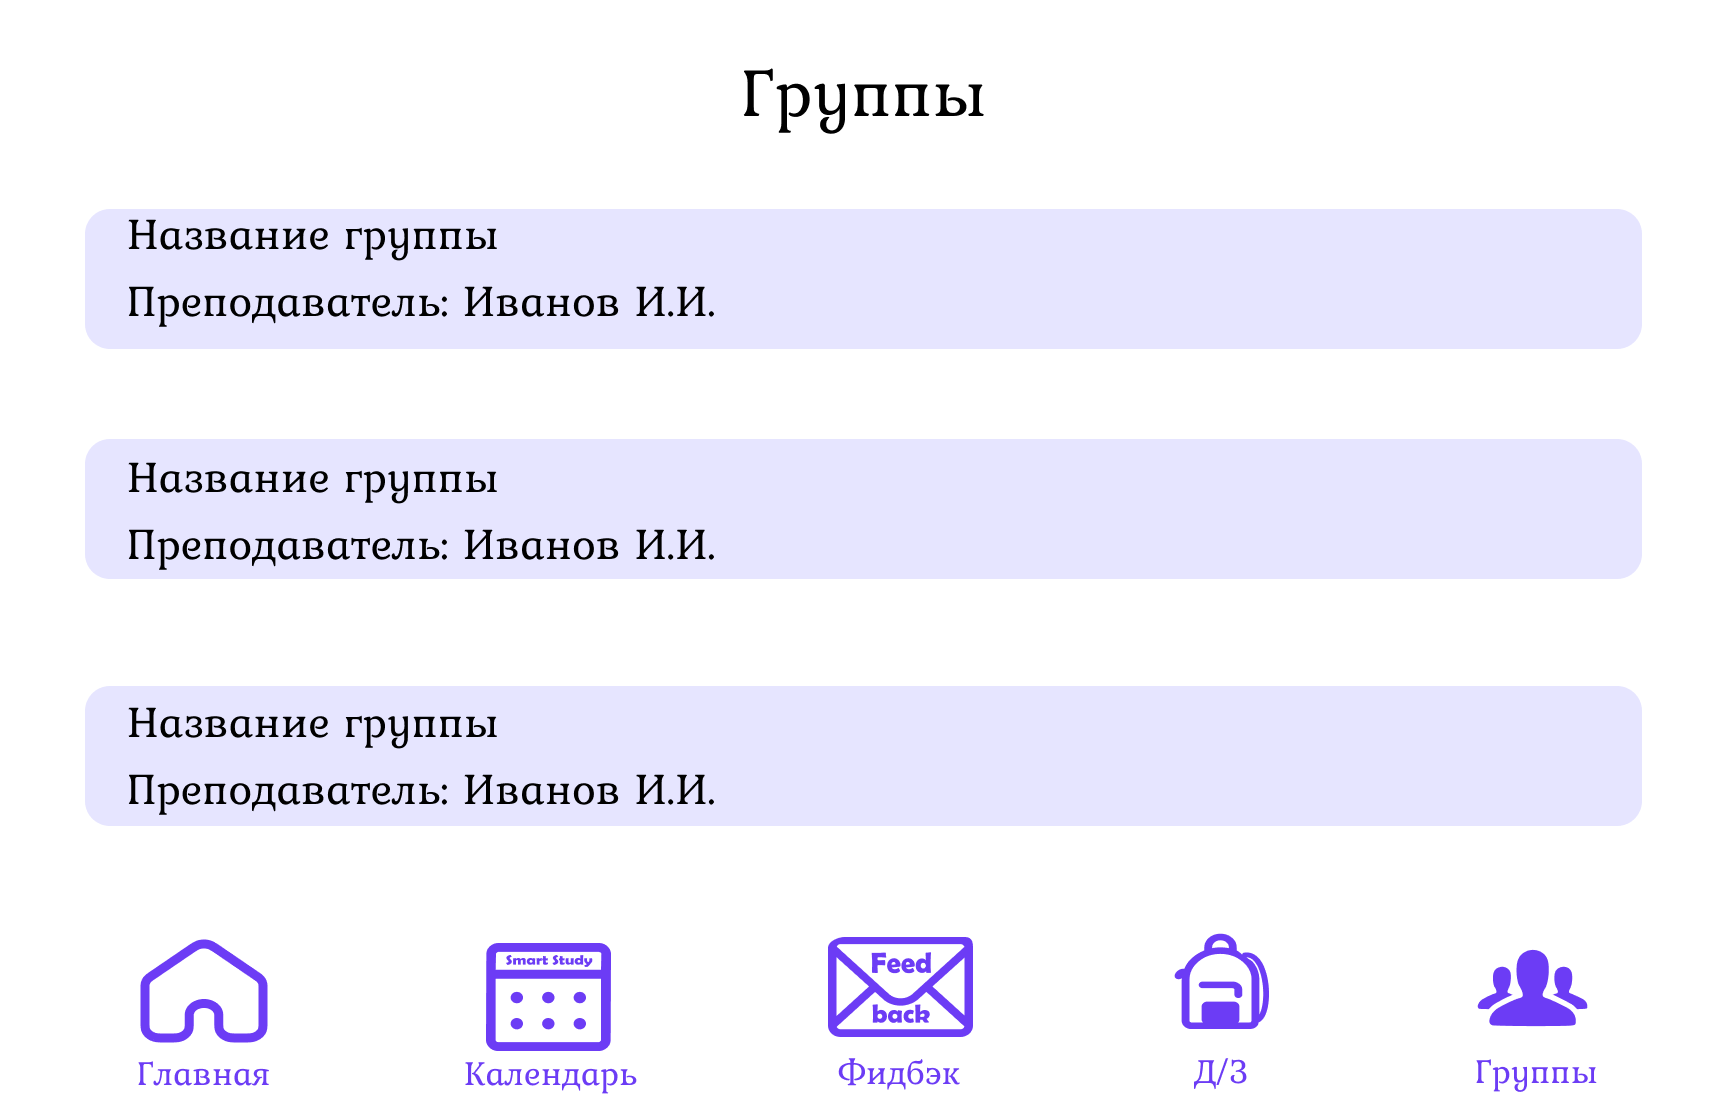 Группы
Название группы
Преподаватель: Иванов И.И.
Название группы
Преподаватель: Иванов И.И.
Название группы
Преподаватель: Иванов И.И.
Smart Study
Feed
back
Главная
Календарь
Фидбэк
Д/З
Группы